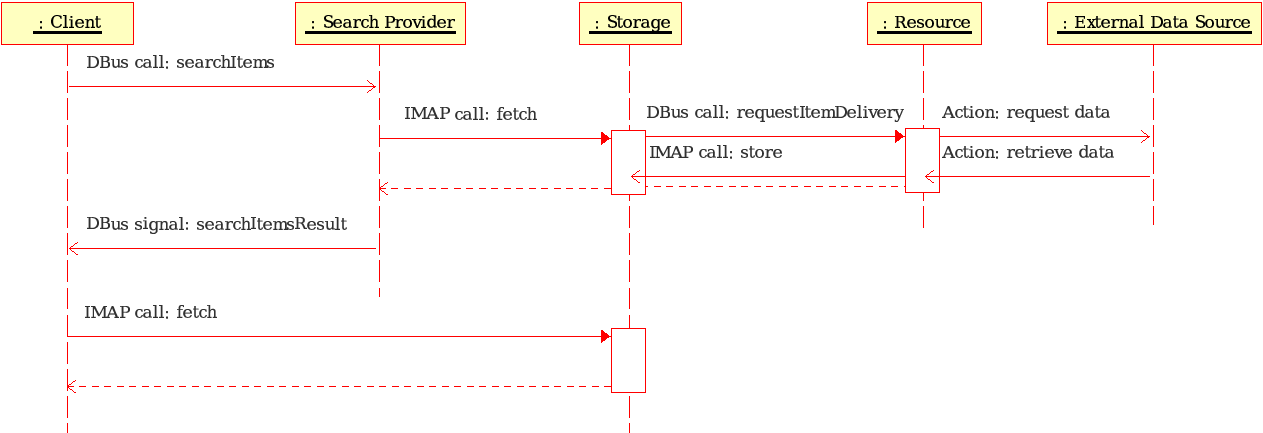 : Client
: Search Provider
: Storage
: Resource
: External Data Source
DBus call: searchItems
IMAP call: fetch
DBus call: requestItemDelivery
Action: request data
IMAP call: store
Action: retrieve data
DBus signal: searchItemsResult
IMAP call: fetch